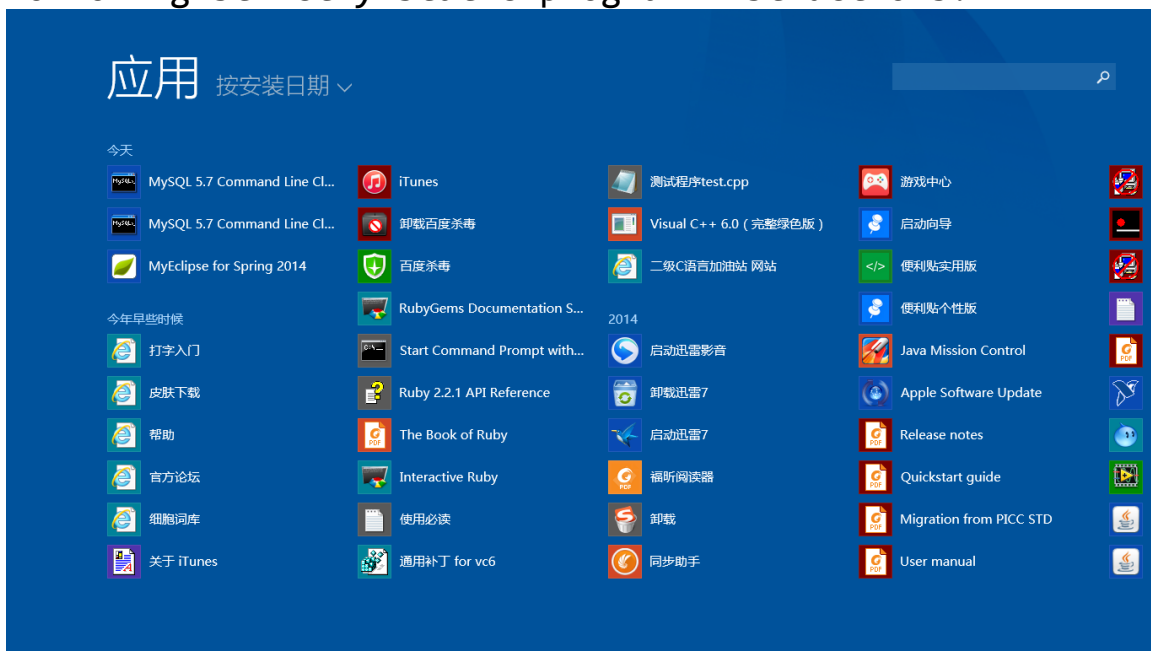 应用 按安装日期
今天
MySQL 5.7 Command Line Cl...
MySQL 5.7 Command Line Cl...
MyEclipse for Spring 2014
今年早些时候
打字入门
皮肤下载
帮助
官方论坛
细胞词库
关于 iTunes
iTunes
卸载百度杀毒
百度杀毒
RubyGems Documentation S...
Start Command Prompt with...
Ruby 2.2.1 API Reference
The Book of Ruby
Interactive Ruby
使用必读
通用补丁 for vc6
测试程序test.cpp
Visual C++ 6.0 ( 完整绿色版 )
二级C语言加油站 网站
2014
启动迅雷影音
卸载迅雷7
启动迅雷7
福昕阅读器
卸载
同步助手
游戏中心
启动向导
便利贴实用版
便利贴个性版
Java Mission Control
Apple Software Update
Release notes
Quickstart guide
Migration from PICC STD
User manual